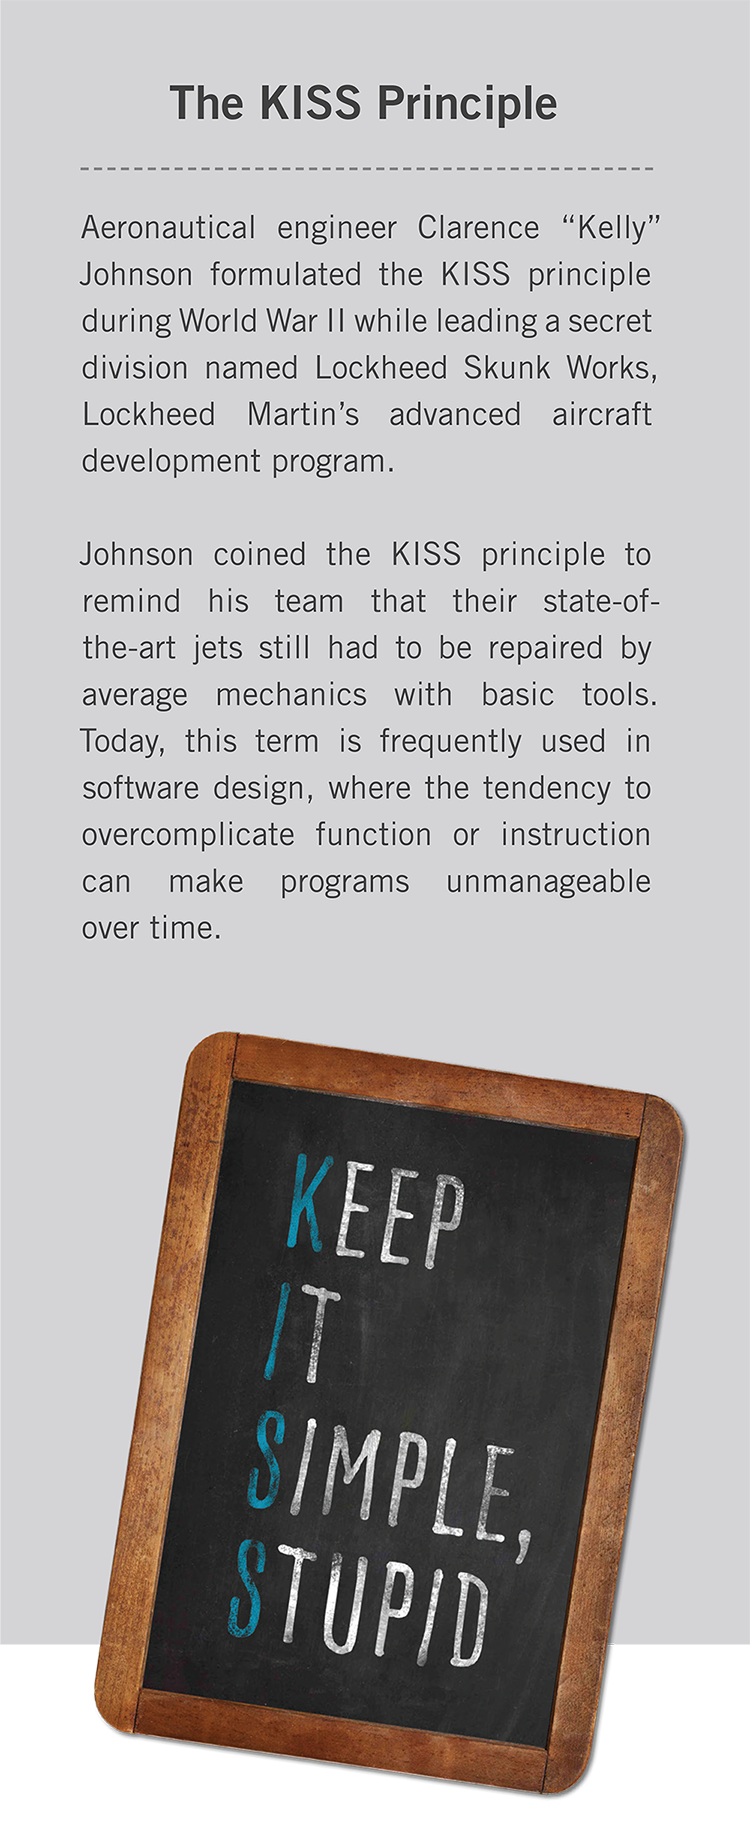 The KISS Principle
Aeronautical engineer Clarence “Kelly”
Johnson formulated the KISS principle
during World War II while leading a secret
division named Lockheed Skunk Works,
Lockheed Martin’s advanced aircraft
development program.
Johnson coined the KISS principle to
remind his team that their state-of-
the-art jets still had to be repaired by
average mechanics with basic tools.
Today, this term is frequently used in
software design, where the tendency to
overcomplicate function or instruction
can make programs unmanageable
over time.
KEEP
IT
SIMPLE,
STUPID